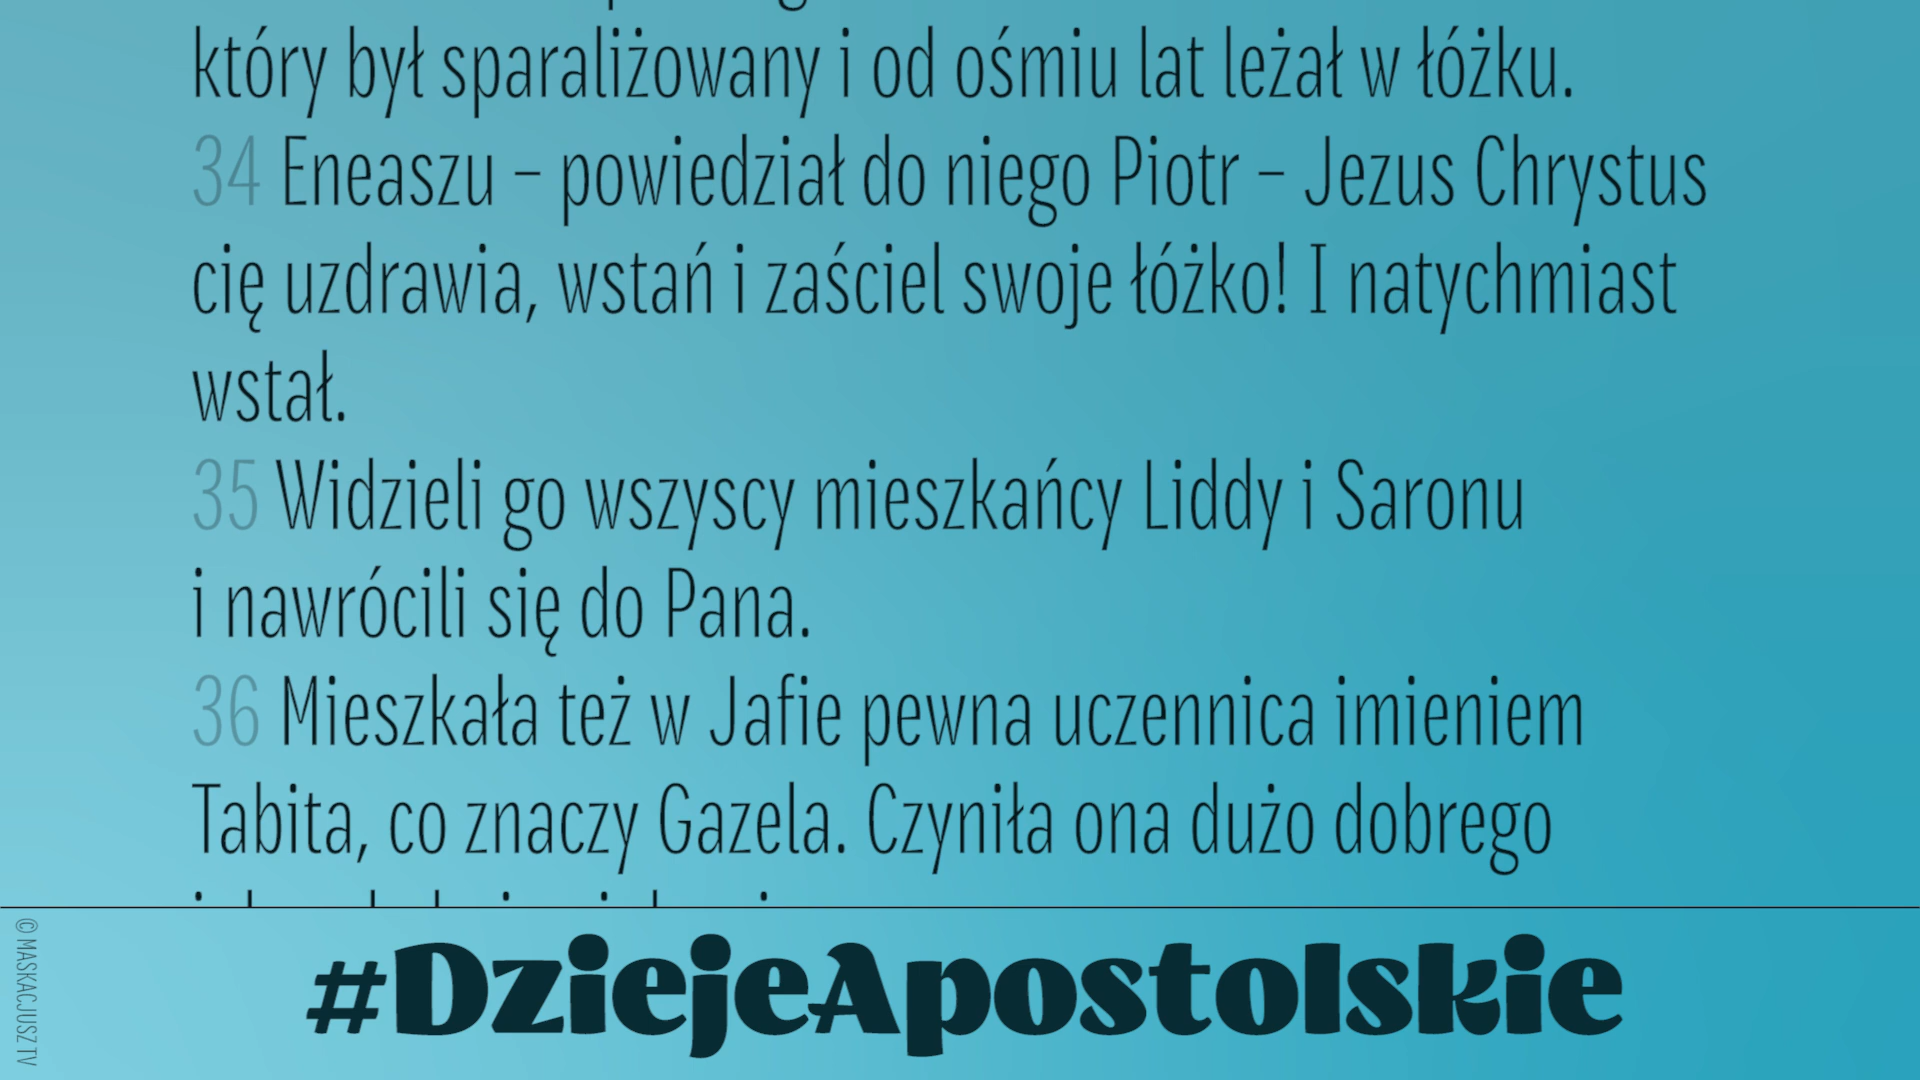 który był sparaliżowany i od ośmiu lat leżał w łóżku.
34 Eneaszu – powiedział do niego Piotr – Jezus Chrystus
cię uzdrawia, wstań i zaściel swoje łóżko! I natychmiast
wstał.
35 Widzieli go wszyscy mieszkańcy Liddy i Saronu
i nawrócili się do Pana.
36 Mieszkała też w Jafie pewna uczennica imieniem
Tabita, co znaczy Gazela. Czyniła ona dużo dobrego
#DziejeApostolskie
© MASKACJUSZ TV